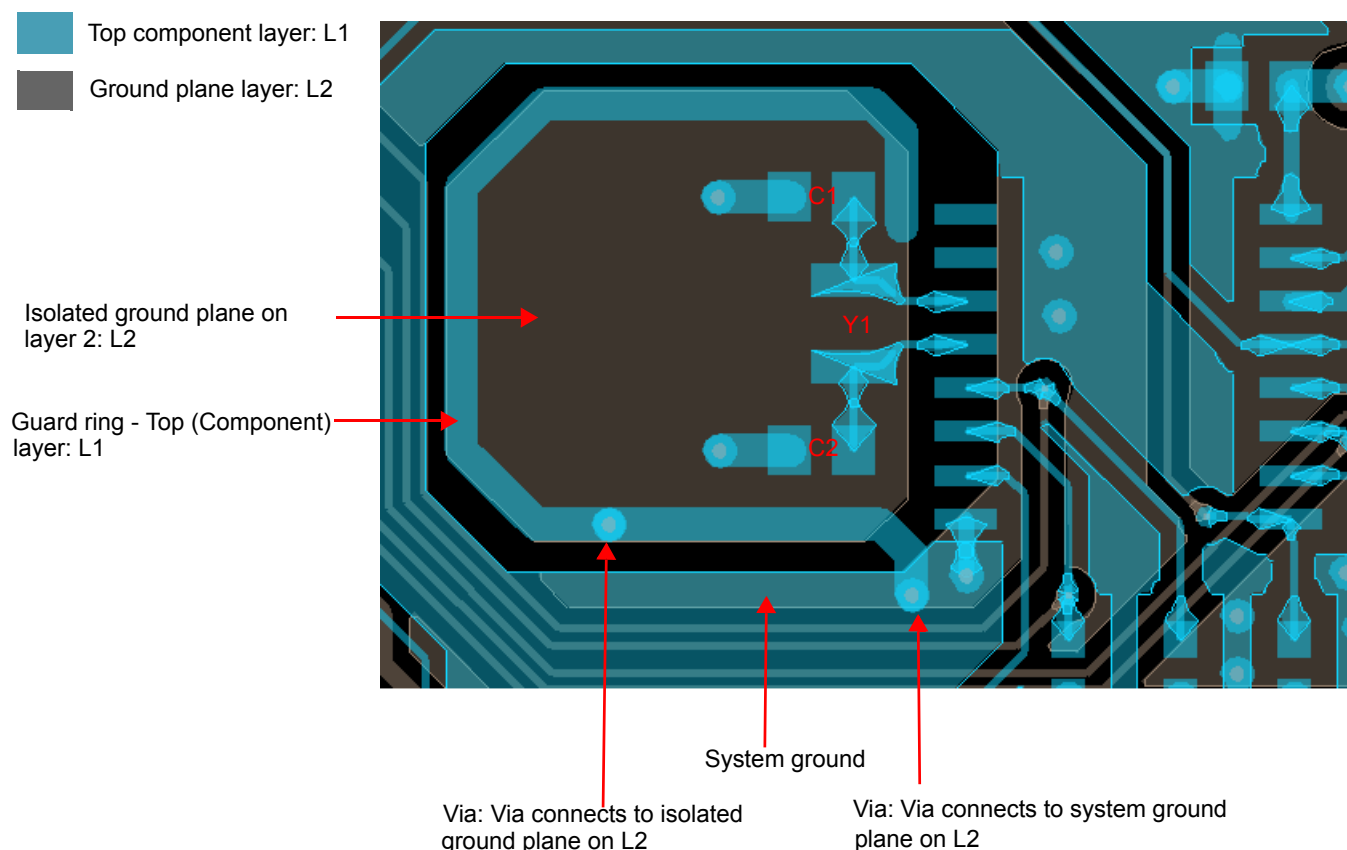 Top component layer: L1
Ground plane layer: L2
C1
Isolated ground plane on
layer 2: L2
Y1
Guard ring - Top (Component)
layer: L1
C2
System ground
Via: Via connects to isolated
ground plane on L2
Via: Via connects to system ground
plane on L2